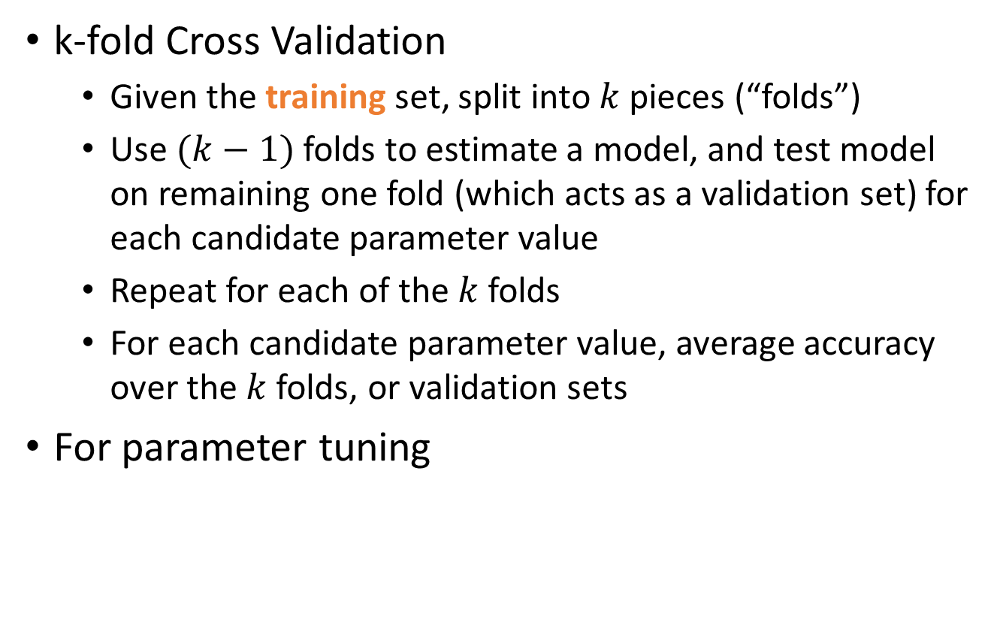 • k-fold Cross Validation
• Given the training set, split into k pieces (“folds”)
• Use (k − 1) folds to estimate a model, and test model
on remaining one fold (which acts as a validation set) for
each candidate parameter value
• Repeat for each of the k folds
• For each candidate parameter value, average accuracy
over the k folds, or validation sets
• For parameter tuning